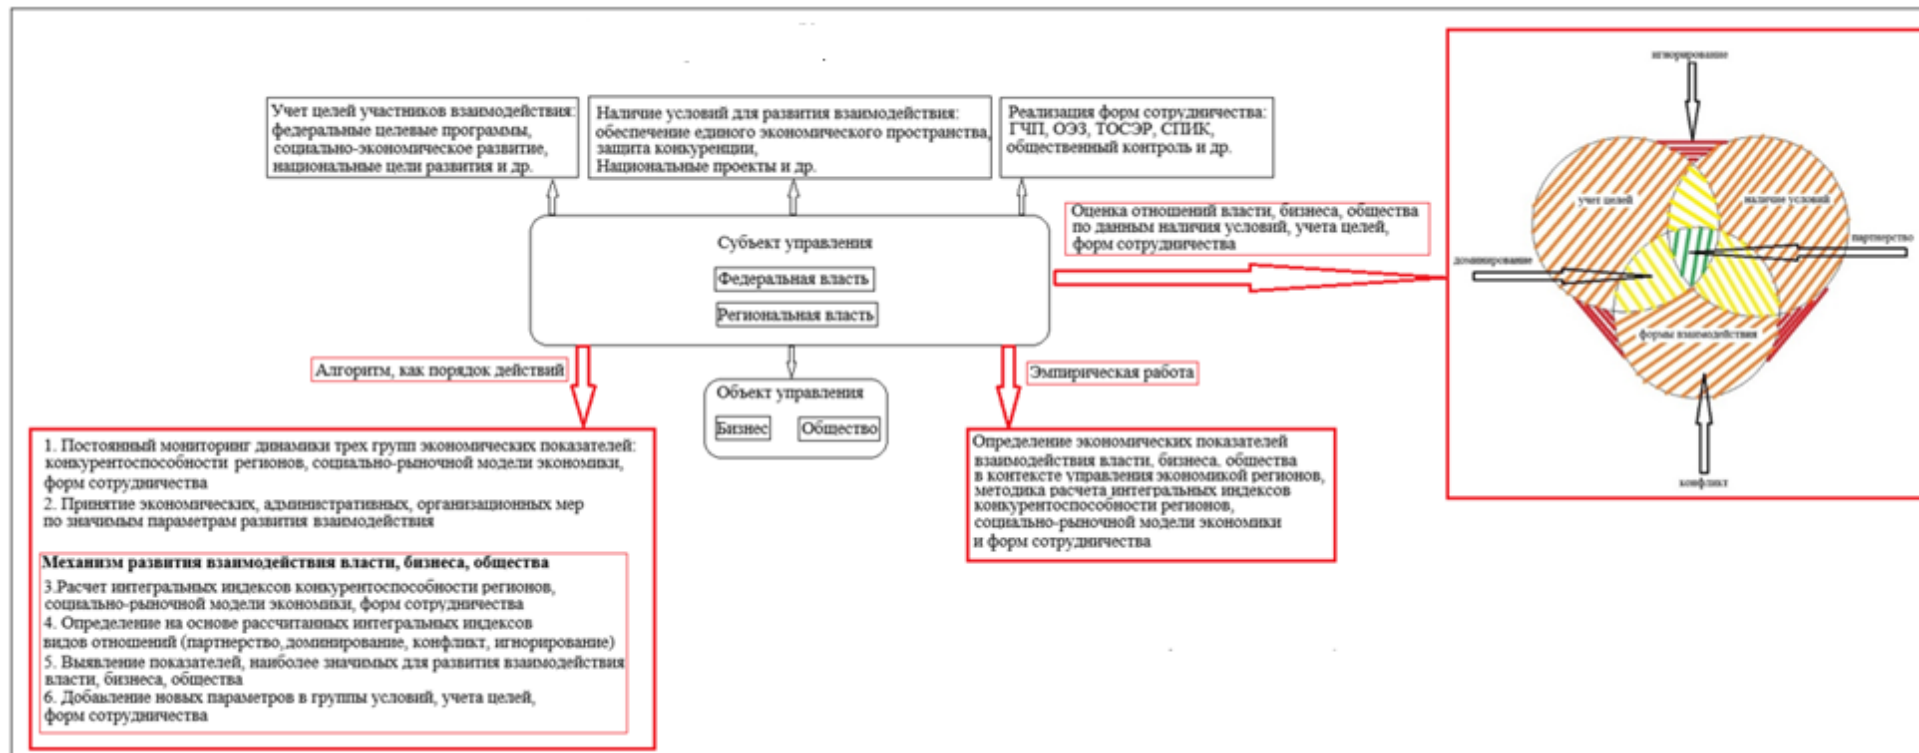 Учет целей участников взаимодействия:
федеральные целевые программы,
социально-экономическое развитие,
национальные цели развития и др.
Наличие условий для развития взаимодействия:
обеспечение единого экономического пространства,
защита конкуренции,
Национальные проекты и др.
Реализация форм сотрудничества:
ГЧП, ОЭЗ, ТОСЭР, СПИК,
общественный контроль и др.
Субъект управления
Федеральная власть
Региональная власть
Оценка отношений власти, бизнеса, общества
по данным наличия условий, учета целей,
форм сотрудничества
Алгоритм, как порядок действий
Эмпирическая работа
Объект управления
Бизнес
Общество
1. Постоянный мониторинг динамики трех групп экономических показателей:
конкурентоспособности регионов, социально-рыночной модели экономики,
форм сотрудничества
2. Принятие экономических, административных, организационных мер
по значимым параметрам развития взаимодействия
Механизм развития взаимодействия власти, бизнеса, общества
3.Расчет интегральных индексов конкурентоспособности регионов,
социально-рыночной модели экономики, форм сотрудничества
4. Определение на основе рассчитанных интегральных индексов
видов отношений (партнерство,доминирование, конфликт, игнорирование)
5. Выявление показателей, наиболее значимых для развития взаимодействия
власти, бизнеса, общества
6. Добавление новых параметров в группы условий, учета целей,
форм сотрудничества
Определение экономических показателей
взаимодействия власти, бизнеса, общества
в контексте управления экономикой регионов,
методика расчета интегральных индексов
конкурентоспособности регионов,
социально-рыночной модели экономики
и форм сотрудничества
игнорирование
учет целей
наличие условий
партнерство
доминирование
формы взаимодействия
конфликт